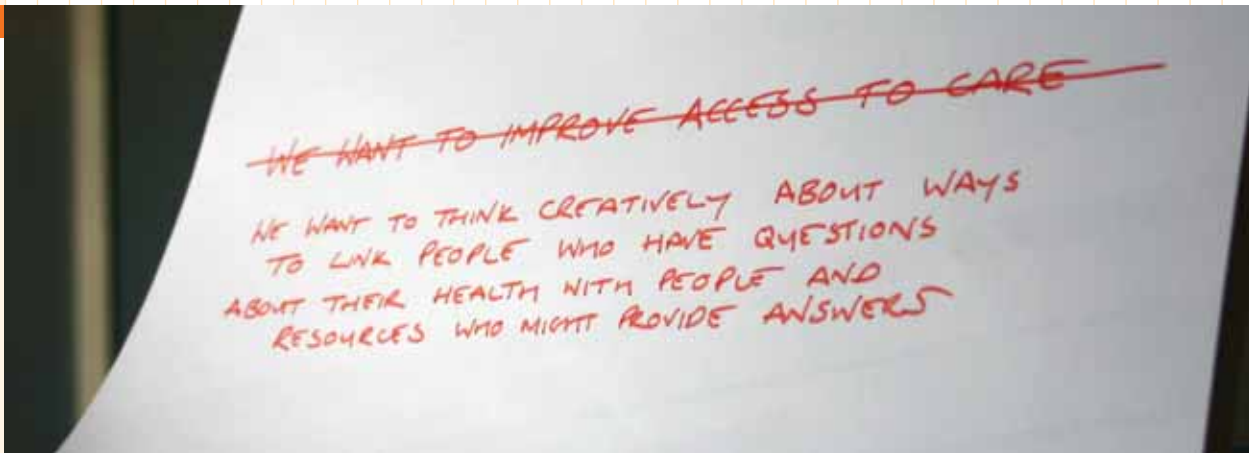 WE WANT TO IMPROVE ACCESS TO CARE
WE WANT TO THINK CREATIVELY ABOUT WAYS
TO LINK PEOPLE WHO HAVE QUESTIONS
ABOUT THEIR HEALTH WITH PEOPLE AND
RESOURCES WHO MIGHT PROVIDE ANSWERS